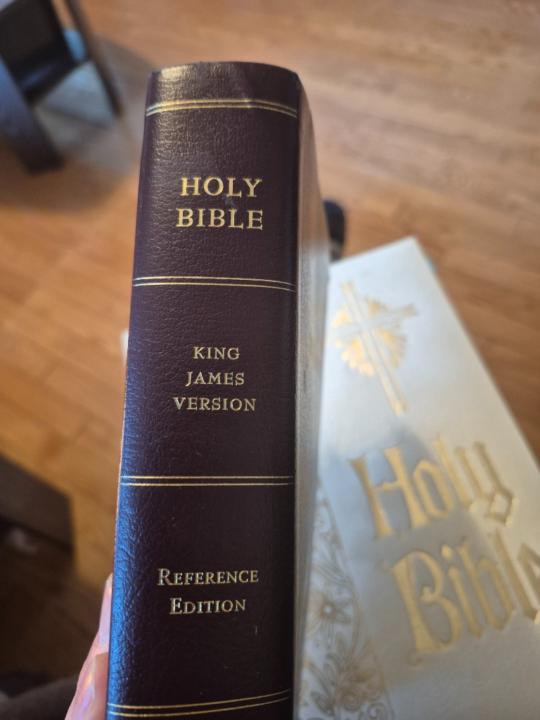 HOLY
BIBLE
KING
JAMES
VERSION
REFERENCE
EDITION
Holy
Bible